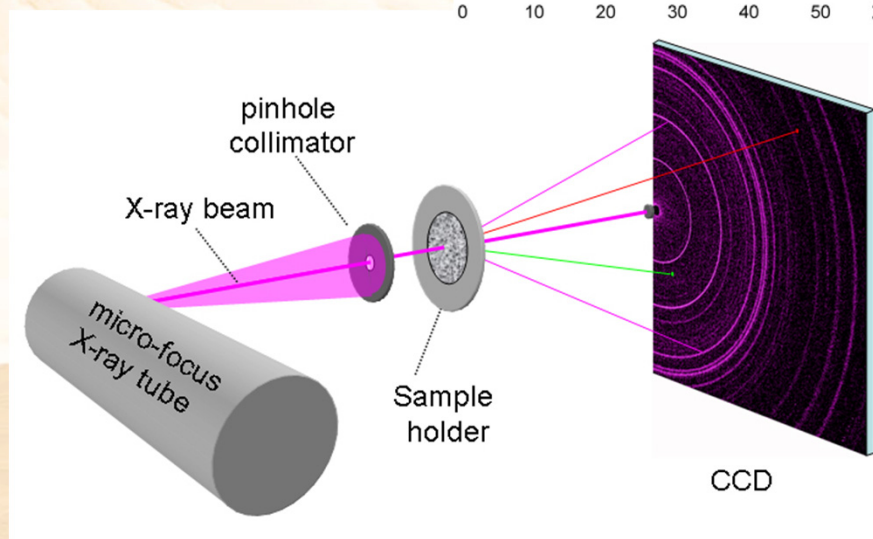 0 10 20 30 40 50
pinhole
collimator
X-ray beam
micro-focus
X-ray tube
Sample
holder
CCD